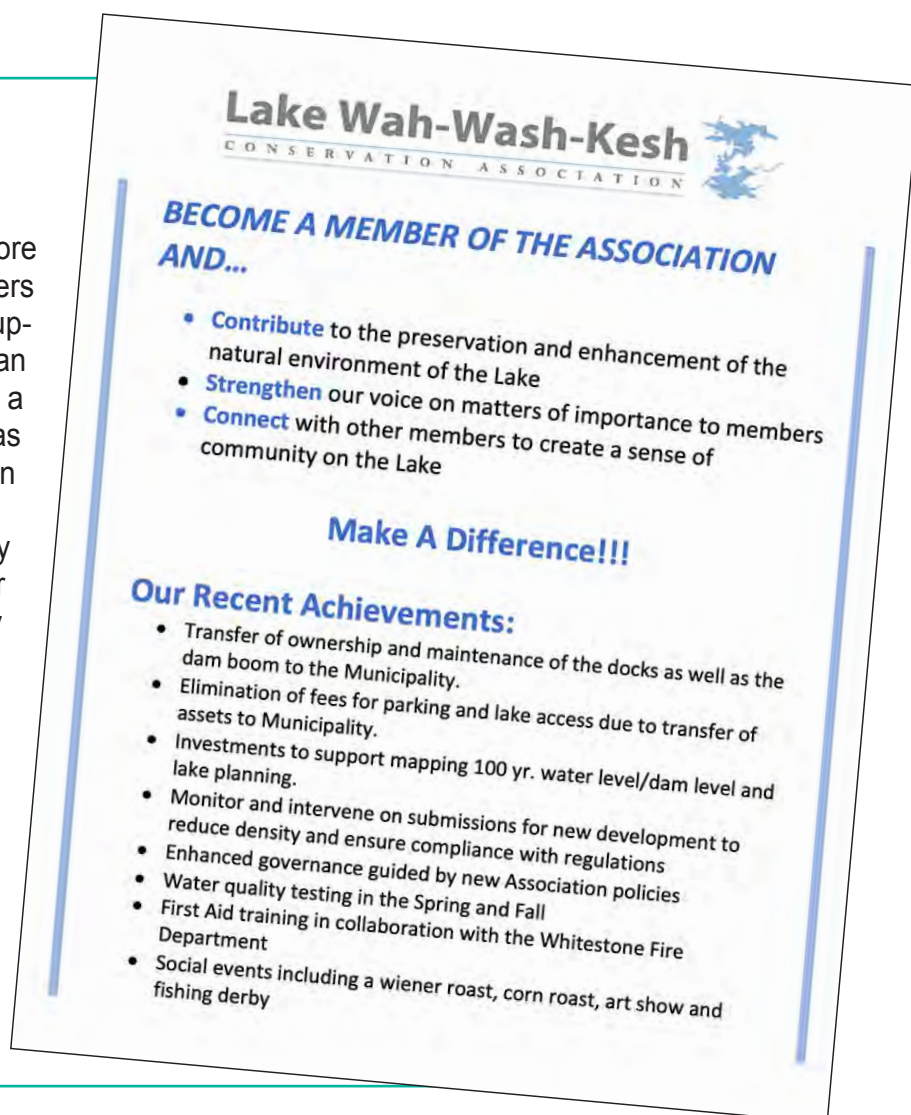 ore
ers
up-
an
a
as
n
y
r
Lake Wah-Wash-Kesh
CONSERVATION ASSOCIATION
BECOME A MEMBER OF THE ASSOCIATION
AND...
• Contribute to the preservation and enhancement of the
natural environment of the Lake
• Strengthen our voice on matters of importance to members
• Connect with other members to create a sense of
community on the Lake
Make A Difference!!!
Our Recent Achievements:
• Transfer of ownership and maintenance of the docks as well as the
dam boom to the Municipality.
• Elimination of fees for parking and lake access due to transfer of
assets to Municipality.
• Investments to support mapping 100 yr. water level/dam level and
lake planning.
• Monitor and intervene on submissions for new development to
reduce density and ensure compliance with regulations
• Enhanced governance guided by new Association policies
• Water quality testing in the Spring and Fall
• First Aid training in collaboration with the Whitestone Fire
Department
• Social events including a wiener roast, corn roast, art show and
fishing derby